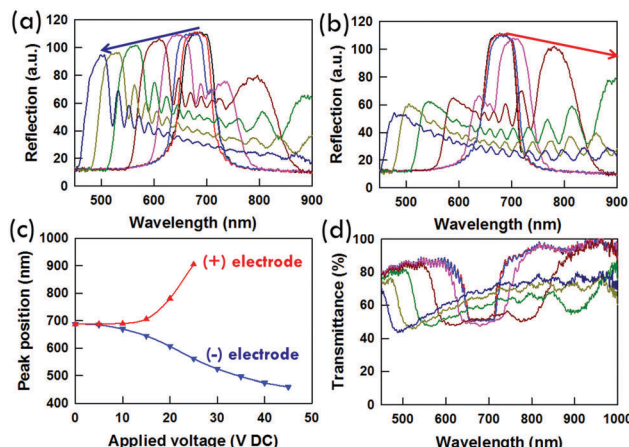 (a)
120
100
80
60
40
20
0
Reflection (a.u.)
500 600 700 800 900
Wavelength (nm)
(b)
120
100
80
60
40
20
0
Reflection (a.u.)
500 600 700 800 900
Wavelength (nm)
(c)
1000
900
800
700
600
500
400
Peak position (nm)
(+) electrode
(-) electrode
0 10 20 30 40 50
Applied voltage (V DC)
(d)
100
80
60
40
20
0
Transmittance (%)
500 600 700 800 900 1000
Wavelength (nm)